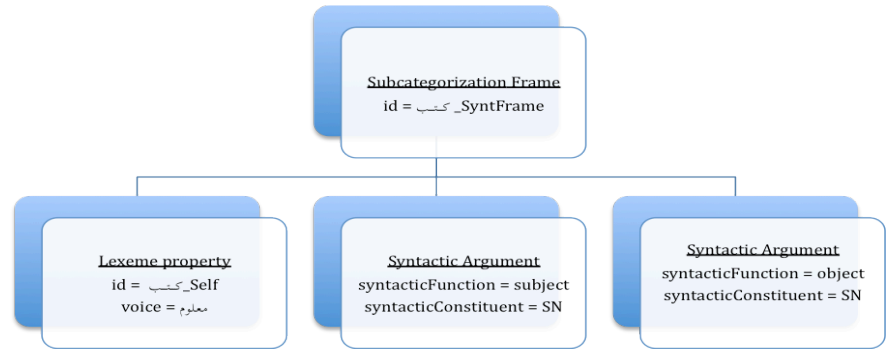 Subcategorization Frame
id = كتب_SyntFrame
Lexeme property
id = كتب_Self
voice = معلوم
Syntactic Argument
syntacticFunction = subject
syntacticConstituent = SN
Syntactic Argument
syntacticFunction = object
syntacticConstituent = SN